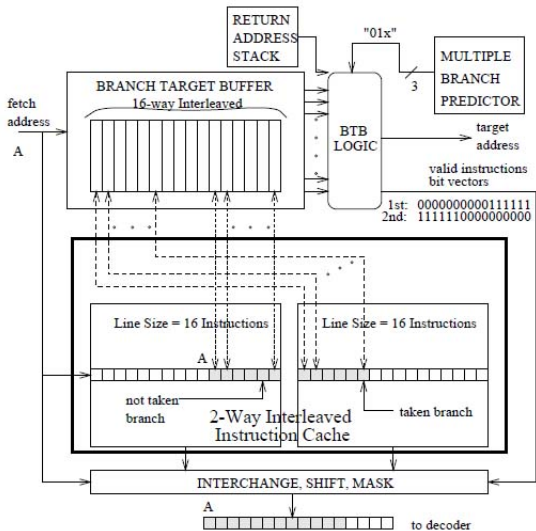 RETURN
ADDRESS
STACK
"01x"
3
MULTIPLE
BRANCH
PREDICTOR
BRANCH TARGET BUFFER
16-way Interleaved
fetch
address
A
BTB
LOGIC
target
address
valid instructions
bit vectors
1st: 0000000000111111
2nd: 1111110000000000
Line Size = 16 Instructions
Line Size = 16 Instructions
A
not taken
branch
taken branch
2-Way Interleaved
Instruction Cache
INTERCHANGE, SHIFT, MASK
A
to decoder